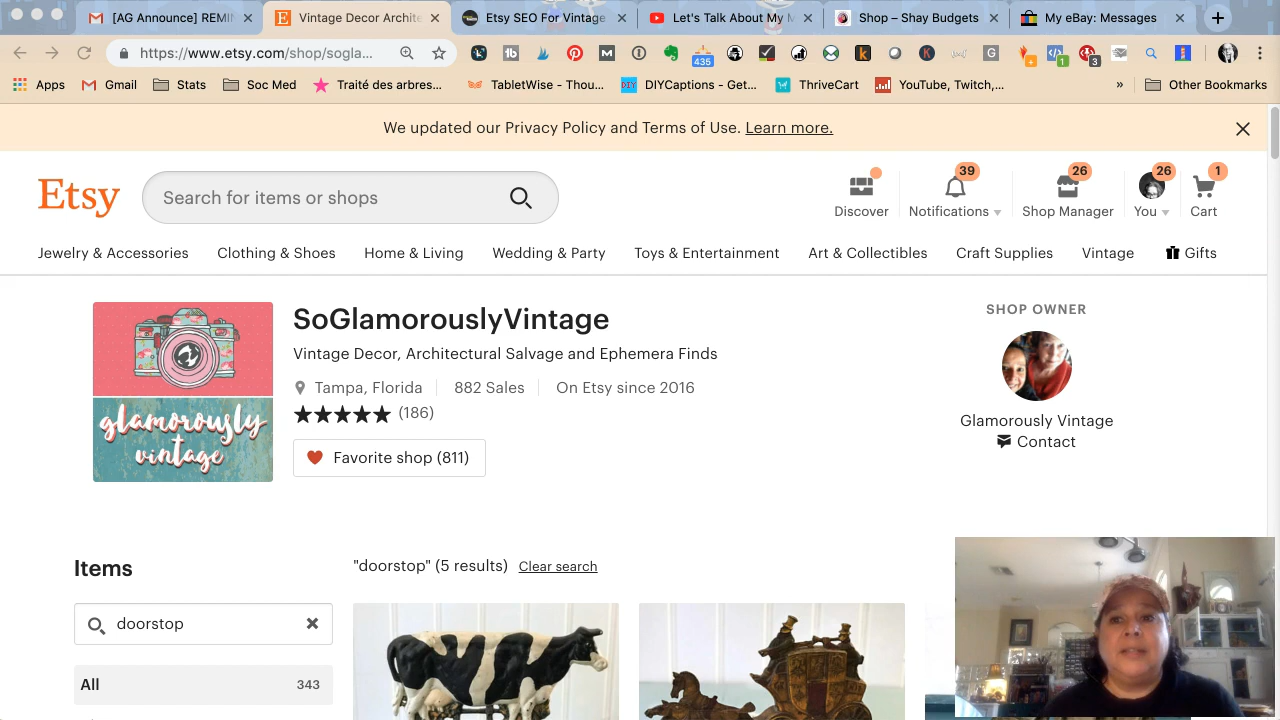 [AG Announce] REMIN
Vintage Decor Archite
Etsy SEO For Vintage
Let's Talk About My M
Shop – Shay Budgets
My eBay: Messages
https://www.etsy.com/shop/sogla...
435
1
3
Apps
Gmail
Stats
Soc Med
Traité des arbres...
TabletWise - Thou...
DIYCaptions - Get...
ThriveCart
YouTube, Twitch,...
»
Other Bookmarks
We updated our Privacy Policy and Terms of Use. Learn more.
Etsy
Search for items or shops
39
26
26
1
Discover
Notifications
Shop Manager
You
Cart
Jewelry & Accessories
Clothing & Shoes
Home & Living
Wedding & Party
Toys & Entertainment
Art & Collectibles
Craft Supplies
Vintage
Gifts
glamorously
vintage
SoGlamorouslyVintage
Vintage Decor, Architectural Salvage and Ephemera Finds
Tampa, Florida
882 Sales
On Etsy since 2016
(186)
Favorite shop (811)
SHOP OWNER
Glamorously Vintage
Contact
Items
"doorstop" (5 results) Clear search
doorstop
All 343